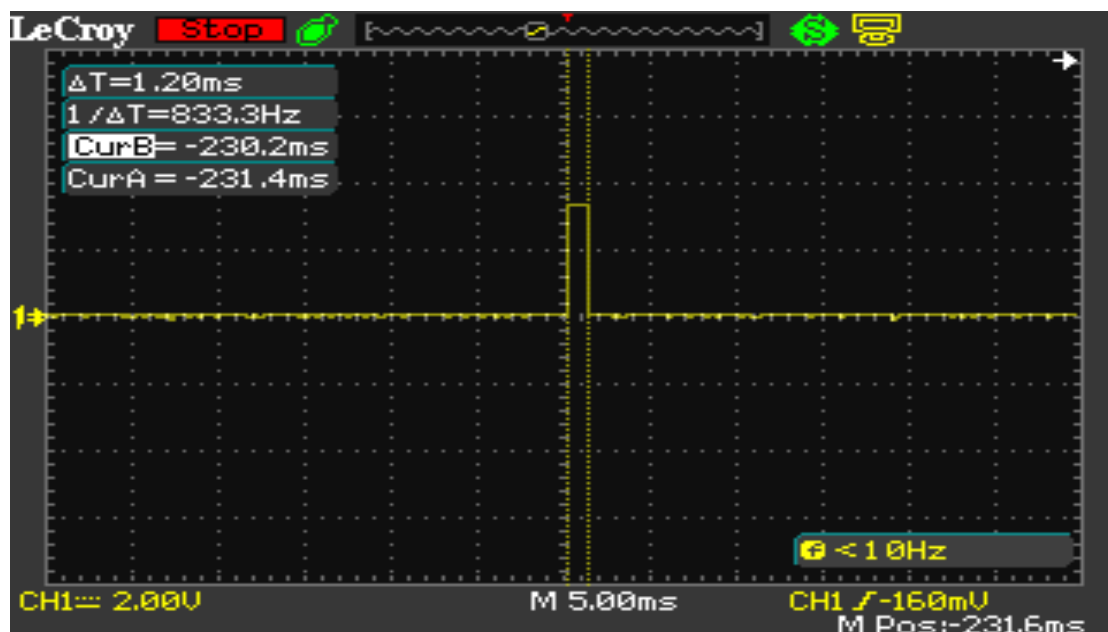 LeCroy Stop S
ΔT=1.20ms
1/ΔT=833.3Hz
CurB= -230.2ms
CurA = -231.4ms
1
<10Hz
CH1 2.00V M 5.00ms CH1 -160mV
M Pos:-231.6ms